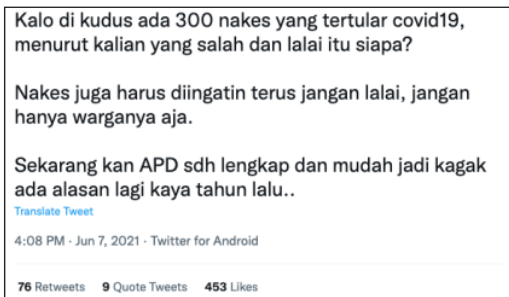 Kalo di kudus ada 300 nakes yang tertular covid19,
menurut kalian yang salah dan lalai itu siapa?
Nakes juga harus diingatin terus jangan lalai, jangan
hanya warganya aja.
Sekarang kan APD sdh lengkap dan mudah jadi kagak
ada alasan lagi kaya tahun lalu..
Translate Tweet
4:08 PM · Jun 7, 2021 · Twitter for Android
76 Retweets 9 Quote Tweets 453 Likes